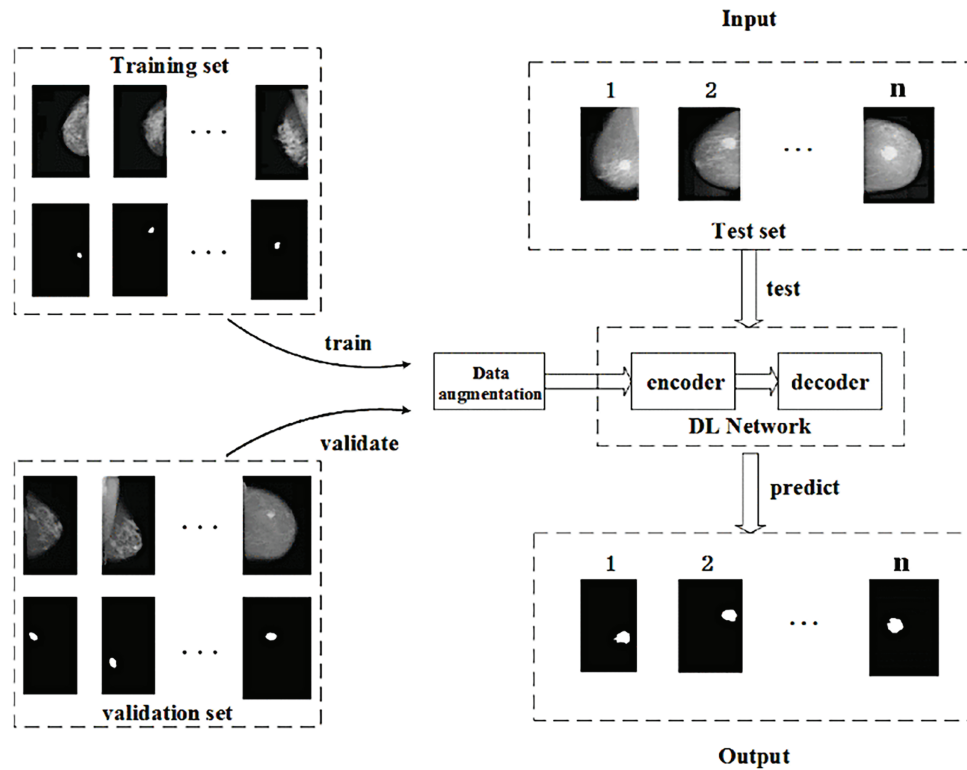 Input
Training set
. . .
. . .
1
2
n
. . .
Test set
test
train
Data
augmentation
encoder
decoder
DL Network
validate
predict
. . .
. . .
validation set
1
2
n
. . .
Output